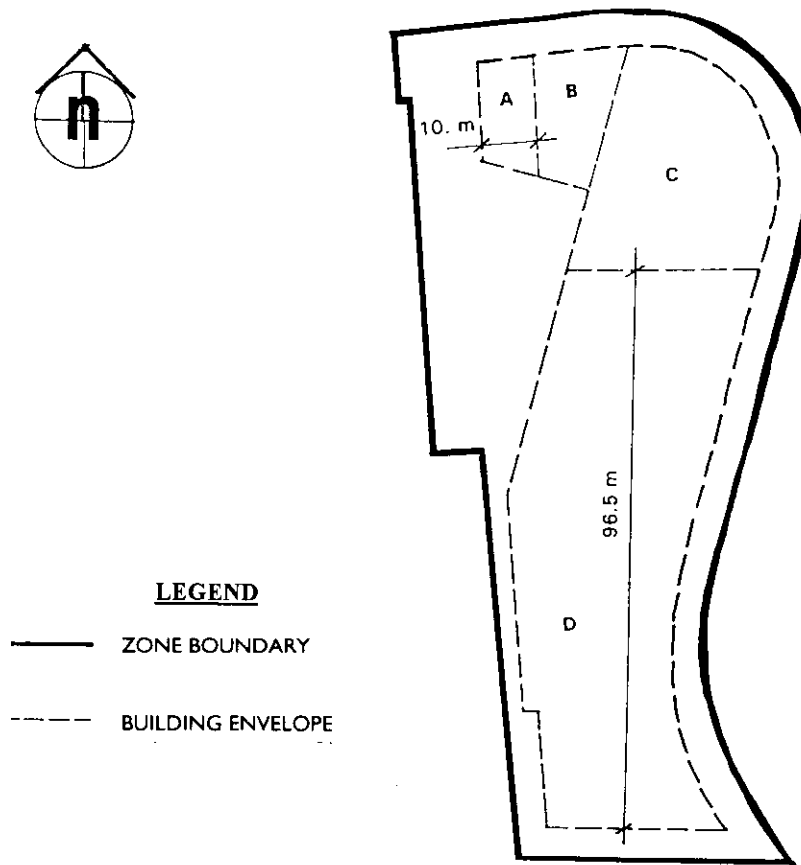 n
A
B
10. m
C
96.5 m
D
LEGEND
ZONE BOUNDARY
BUILDING ENVELOPE